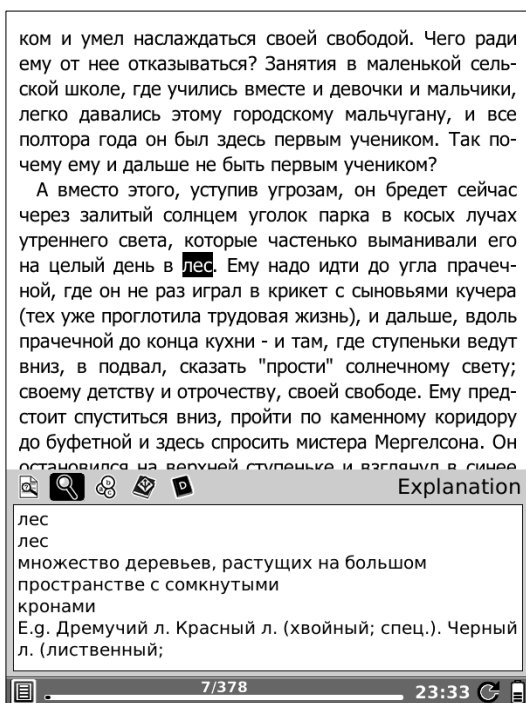 ком и умел наслаждаться своей свободой. Чего ради
ему от нее отказываться? Занятия в маленькой сель-
ской школе, где учились вместе и девочки и мальчики,
легко давались этому городскому мальчугану, и все
полтора года он был здесь первым учеником. Так по-
чему ему и дальше не быть первым учеником?
А вместо этого, уступив угрозам, он бредет сейчас
через залитый солнцем уголок парка в косых лучах
утреннего света, которые частенько выманивали его
на целый день в лес. Ему надо идти до угла прачеч-
ной, где он не раз играл в крикет с сыновьями кучера
(тех уже проглотила трудовая жизнь), и дальше, вдоль
прачечной до конца кухни - и там, где ступеньки ведут
вниз, в подвал, сказать "прости" солнечному свету;
своему детству и отрочеству, своей свободе. Ему пред-
стоит спуститься вниз, пройти по каменному коридору
до буфетной и здесь спросить мистера Мергелсона. Он
остановился на верхней ступеньке и взглянул в синее
Explanation
лес
лес
множество деревьев, растущих на большом
пространстве с сомкнутыми
кронами
E.g. Дремучий л. Красный л. (хвойный; спец.). Черный
л. (лиственный;
7/378
23:33